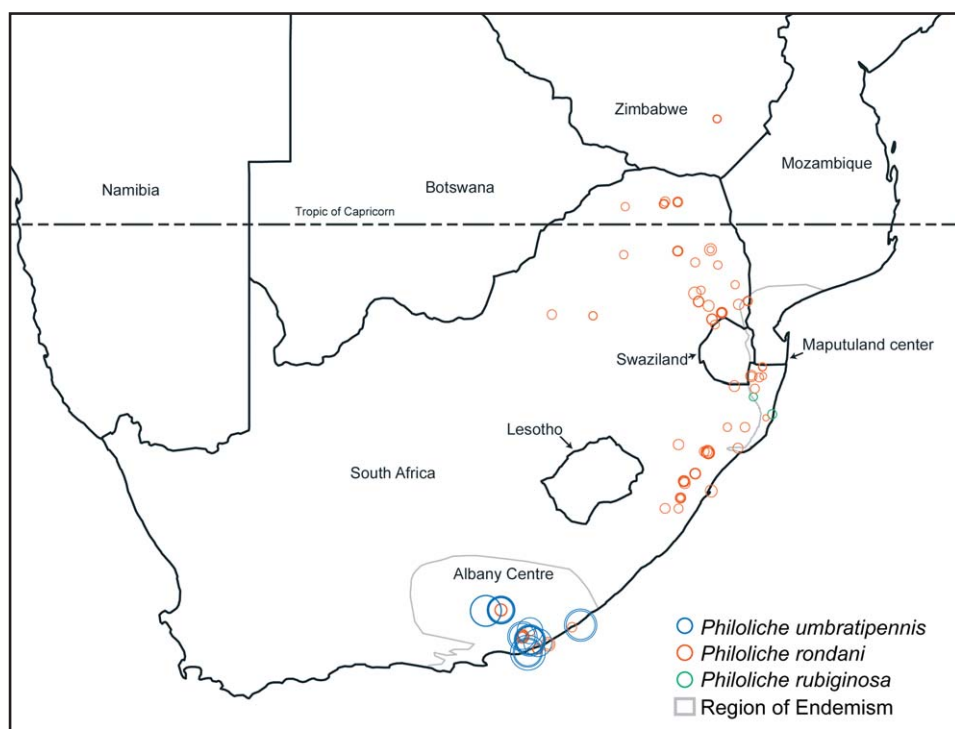 Zimbabwe
Mozambique
Namibia
Botswana
Tropic of Capricorn
Maputuland center
Swaziland
Lesotho
South Africa
Albany Centre
Philoliche umbratipennis
Philoliche rondani
Philoliche rubiginosa
Region of Endemism